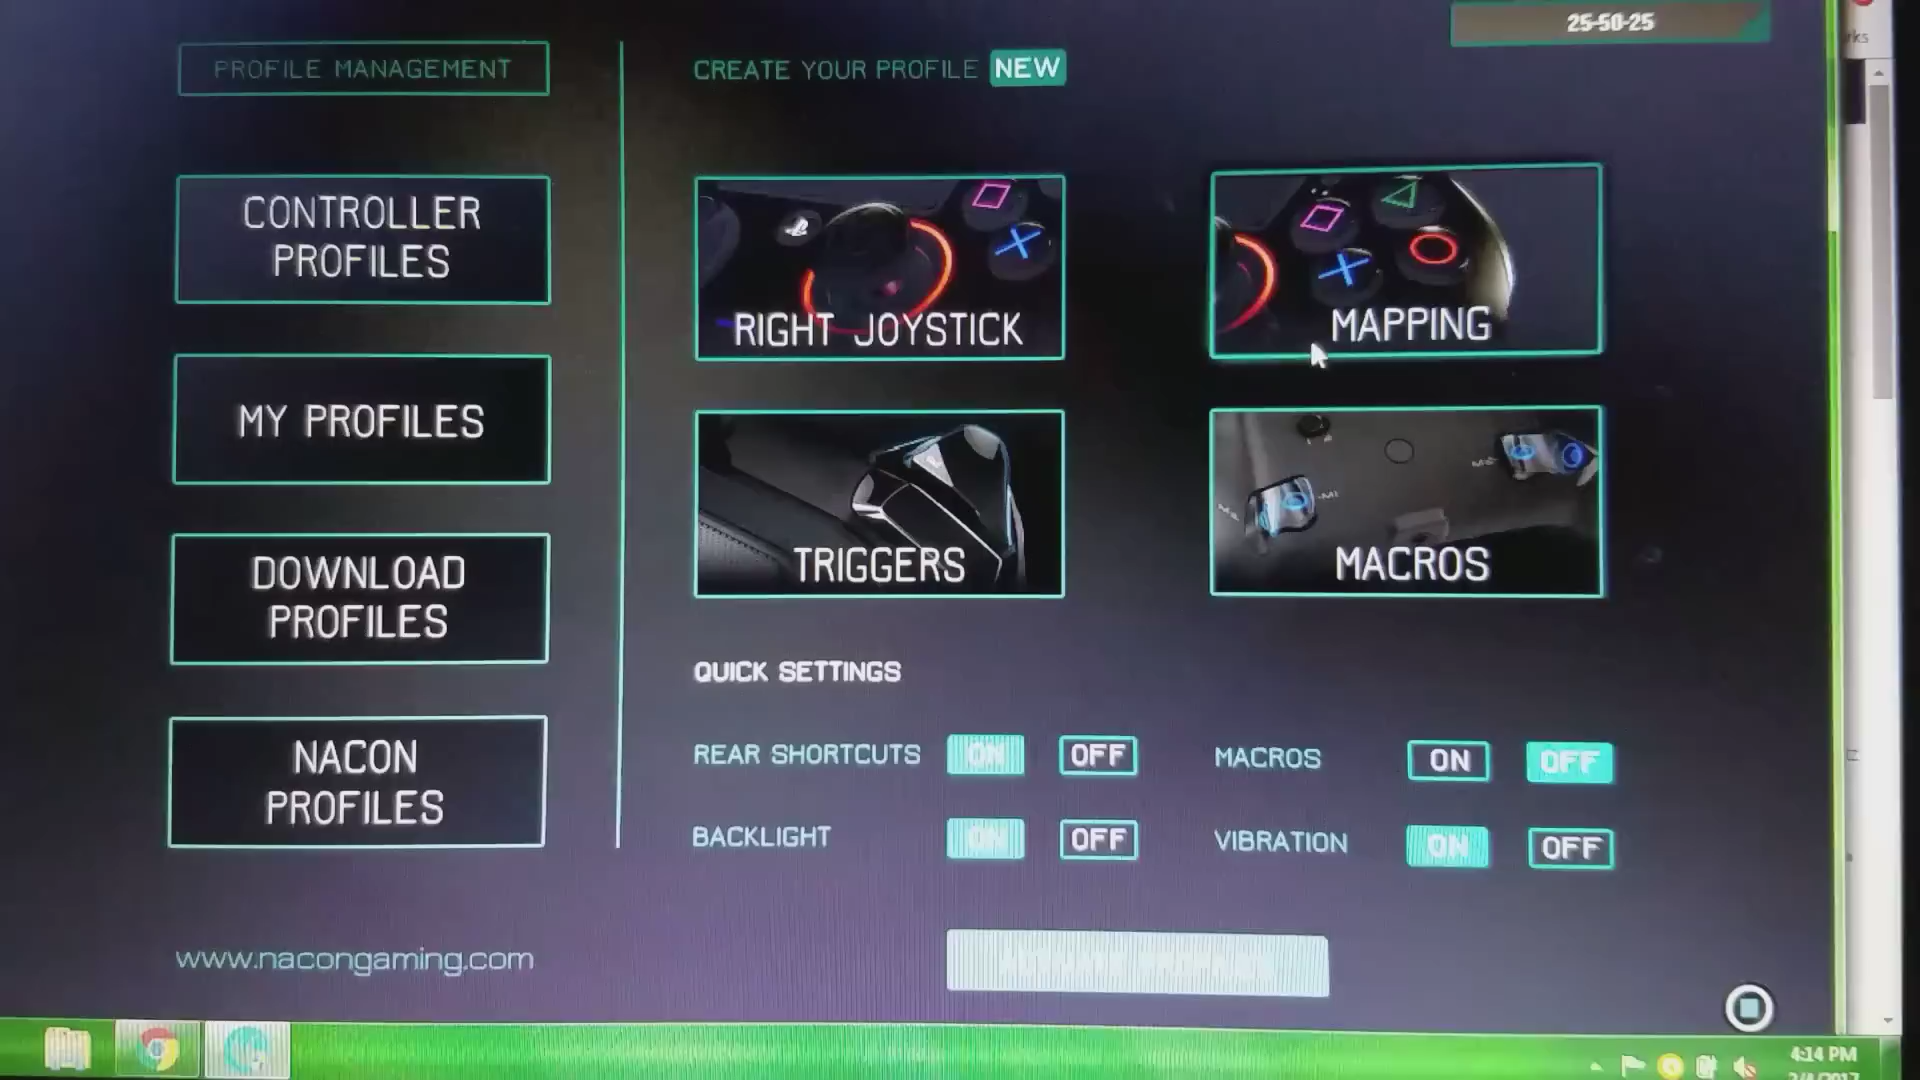 25-50-25
PROFILE MANAGEMENT
CREATE YOUR PROFILE NEW
CONTROLLER
PROFILES
MY PROFILES
DOWNLOAD
PROFILES
NACON
PROFILES
RIGHT JOYSTICK
MAPPING
TRIGGERS
MACROS
QUICK SETTINGS
REAR SHORTCUTS ON OFF
MACROS ON OFF
BACKLIGHT ON OFF
VIBRATION ON OFF
www.nacongaming.com
4:14 PM